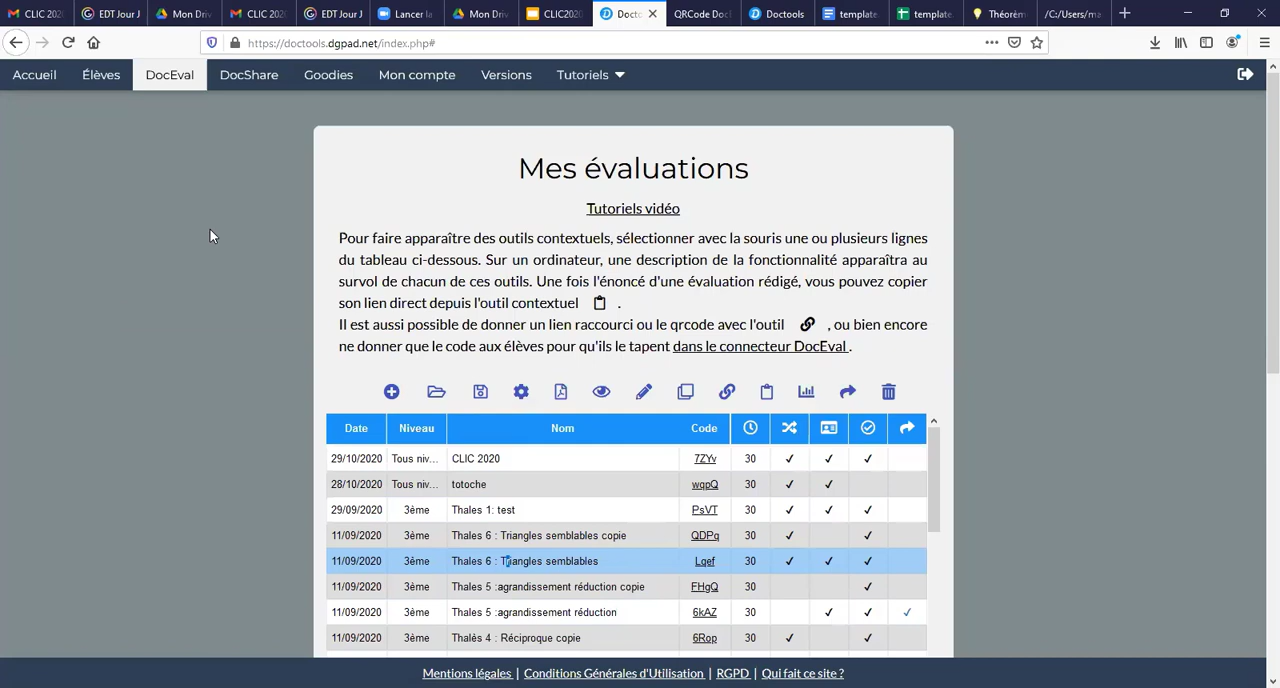 CLIC 202 EDT Jour J Mon Driv CLIC 202 EDT Jour J Lancer la Mon Driv CLIC202 Docto QRCode Doc Doctools template template Théorèm /C:/Users/ma
https://doctools.dgpad.net/index.php#
Accueil Élèves DocEval DocShare Goodies Mon compte Versions Tutoriels
Mes évaluations
Tutoriels vidéo
Pour faire apparaître des outils contextuels, sélectionner avec la souris une ou plusieurs lignes
du tableau ci-dessous. Sur un ordinateur, une description de la fonctionnalité apparaîtra au
survol de chacun de ces outils. Une fois l'énoncé d'une évaluation rédigé, vous pouvez copier
son lien direct depuis l'outil contextuel .
Il est aussi possible de donner un lien raccourci ou le qrcode avec l'outil , ou bien encore
ne donner que le code aux élèves pour qu'ils le tapent dans le connecteur DocEval .
Date Niveau Nom Code
29/10/2020 Tous niv... CLIC 2020 7ZYv 30 ✓ ✓ ✓
28/10/2020 Tous niv... totoche wqpQ 30 ✓ ✓
29/09/2020 3ème Thales 1: test PsVT 30 ✓ ✓ ✓
11/09/2020 3ème Thales 6 : Triangles semblables copie QDPq 30 ✓ ✓
11/09/2020 3ème Thales 6 : Triangles semblables Lqef 30 ✓ ✓ ✓
11/09/2020 3ème Thales 5 :agrandissement réduction copie FHgQ 30 ✓
11/09/2020 3ème Thales 5 :agrandissement réduction 6kAZ 30 ✓ ✓ ✓
11/09/2020 3ème Thalès 4 : Réciproque copie 6Rop 30 ✓ ✓
Mentions légales | Conditions Générales d'Utilisation | RGPD | Qui fait ce site ?